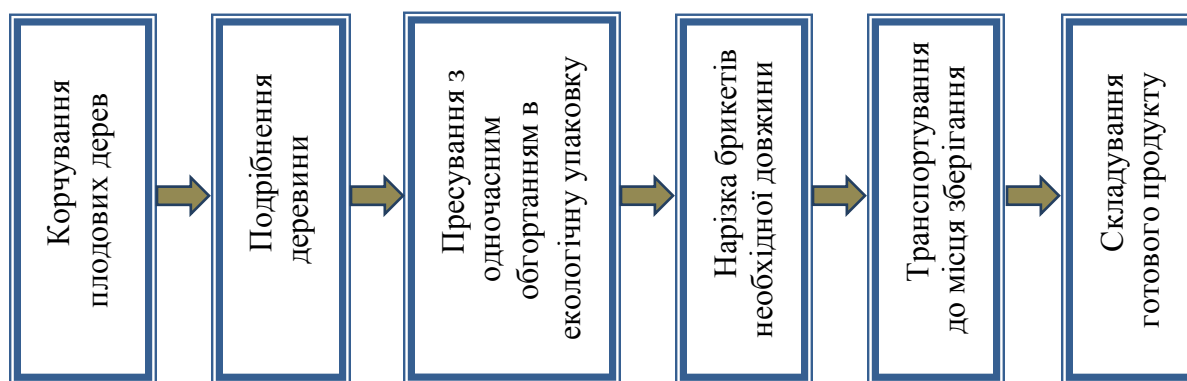 Корчування
плодових дерев
Подрібнення
деревини
Пресування з
одночасним
обгортанням в
екологічну упаковку
Нарізка брикетів
необхідної довжини
Транспортування
до місця зберігання
Складування
готового продукту